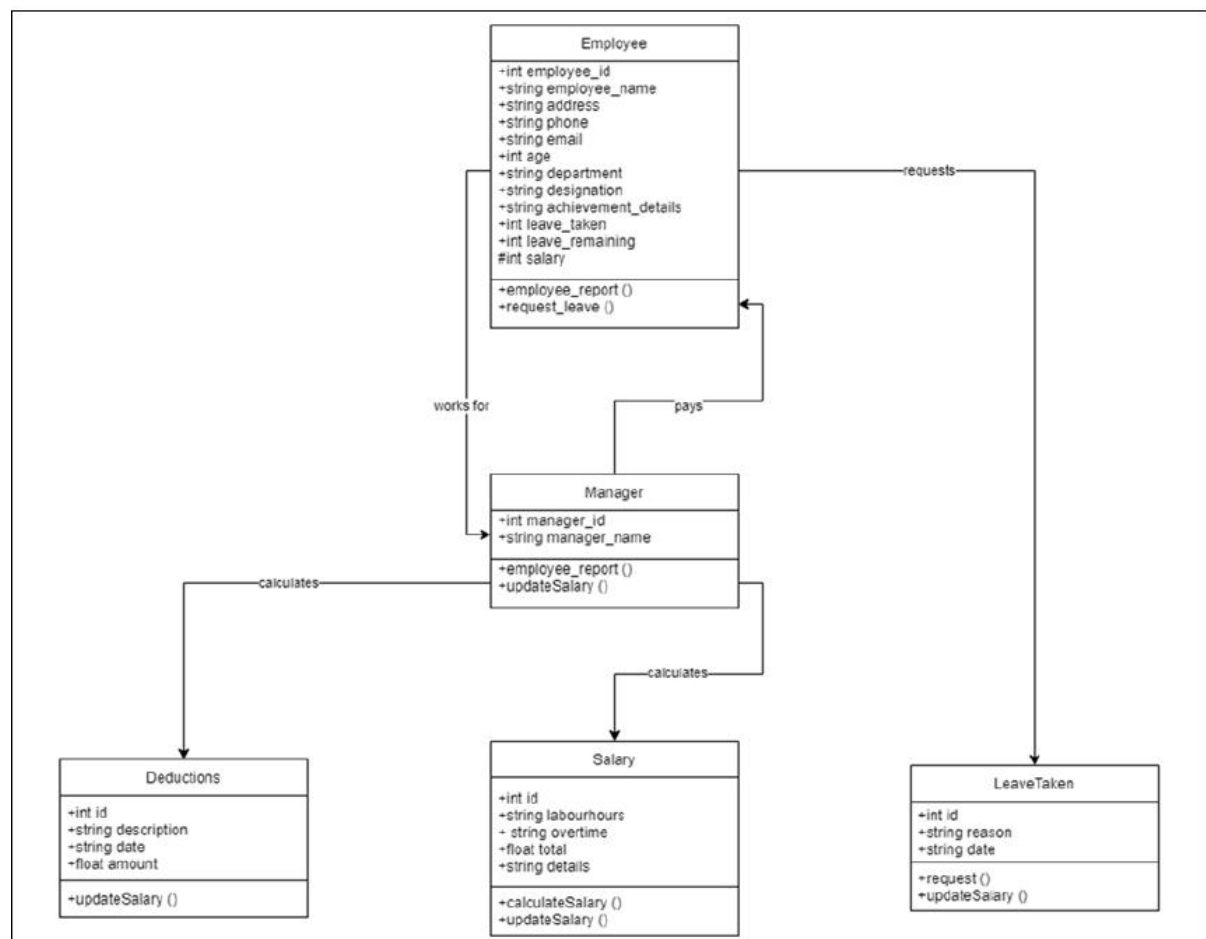 Employee
+int employee_id
+string employee_name
+string address
+string phone
+string email
+int age
+string department
+string designation
+string achievement_details
+int leave_taken
+int leave_remaining
#int salary
+employee_report ()
+request_leave ()
requests
works for
pays
Manager
+int manager_id
+string manager_name
+employee_report ()
+updateSalary ()
calculates
calculates
Deductions
+int id
+string description
+string date
+float amount
+updateSalary ()
Salary
+int id
+string labourhours
+ string overtime
+float total
+string details
+calculateSalary ()
+updateSalary ()
LeaveTaken
+int id
+string reason
+string date
+request ()
+updateSalary ()